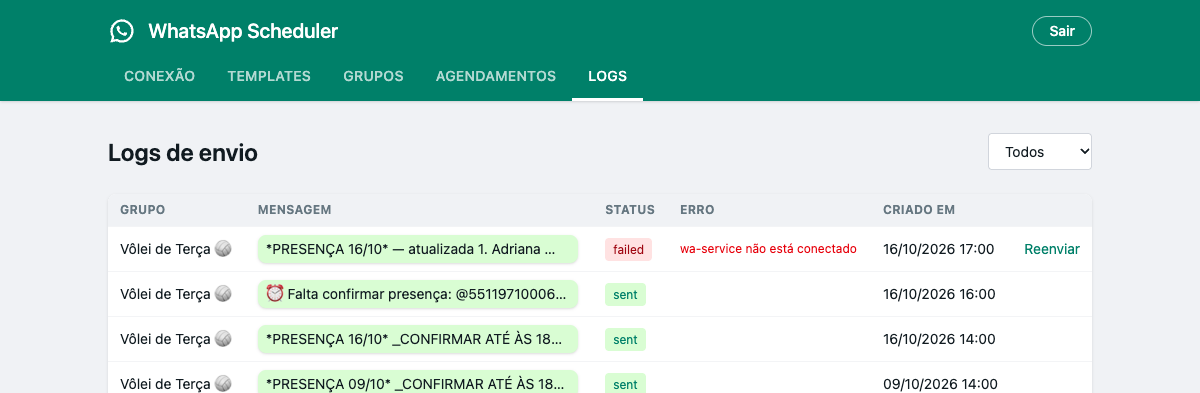 WhatsApp Scheduler
Sair
CONEXÃO TEMPLATES GRUPOS AGENDAMENTOS LOGS
Logs de envio
Todos
GRUPO MENSAGEM STATUS ERRO CRIADO EM
Vôlei de Terça 🏐 *PRESENÇA 16/10* — atualizada 1. Adriana ... failed wa-service não está conectado 16/10/2026 17:00 Reenviar
Vôlei de Terça 🏐 ⏰ Falta confirmar presença: @55119710006... sent 16/10/2026 16:00
Vôlei de Terça 🏐 *PRESENÇA 16/10* _CONFIRMAR ATÉ ÀS 18... sent 16/10/2026 14:00
Vôlei de Terça 🏐 *PRESENÇA 09/10* _CONFIRMAR ATÉ ÀS 18... sent 09/10/2026 14:00